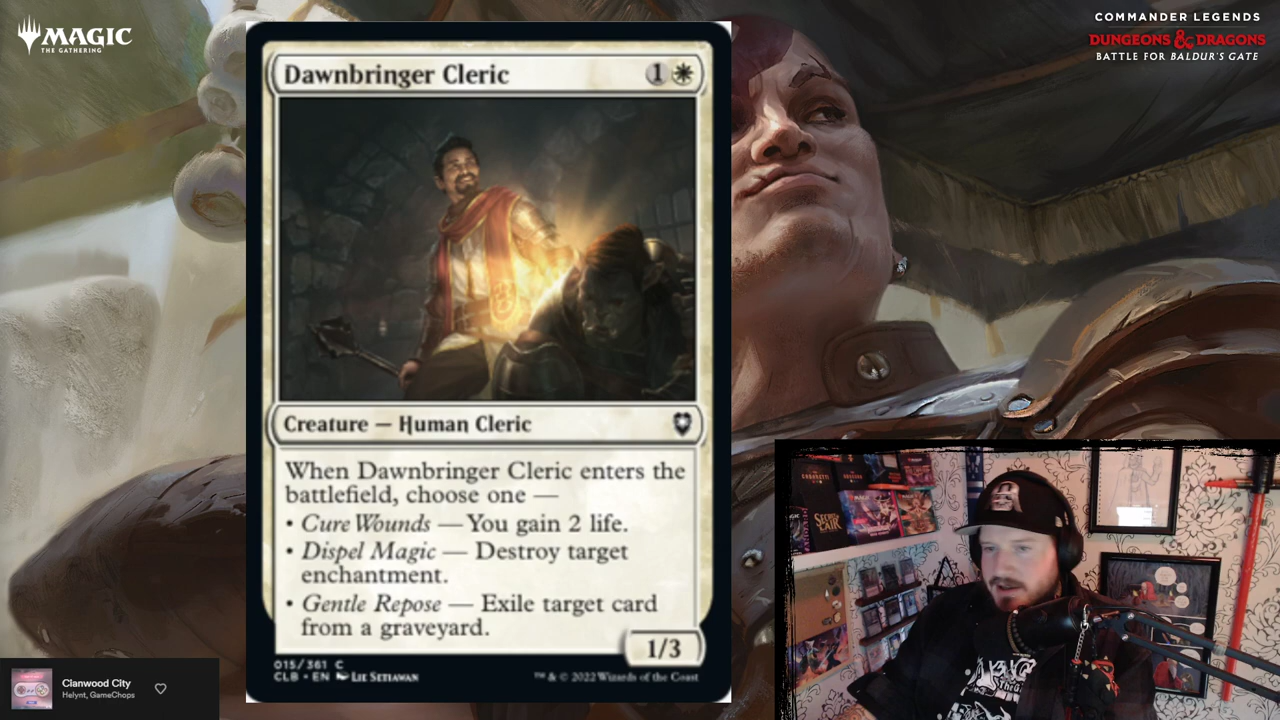 MAGIC
THE GATHERING
COMMANDER LEGENDS
DUNGEONS & DRAGONS
BATTLE FOR BALDUR'S GATE
Dawnbringer Cleric
1
Creature — Human Cleric
When Dawnbringer Cleric enters the
battlefield, choose one —
• Cure Wounds — You gain 2 life.
• Dispel Magic — Destroy target
enchantment.
• Gentle Repose — Exile target card
from a graveyard.
1/3
015/361 C
CLB • EN LIE SETIAWAN
™ & © 2022 Wizards of the Coast
Clanwood City
Helynt, GameChops
SECRET
LAIR